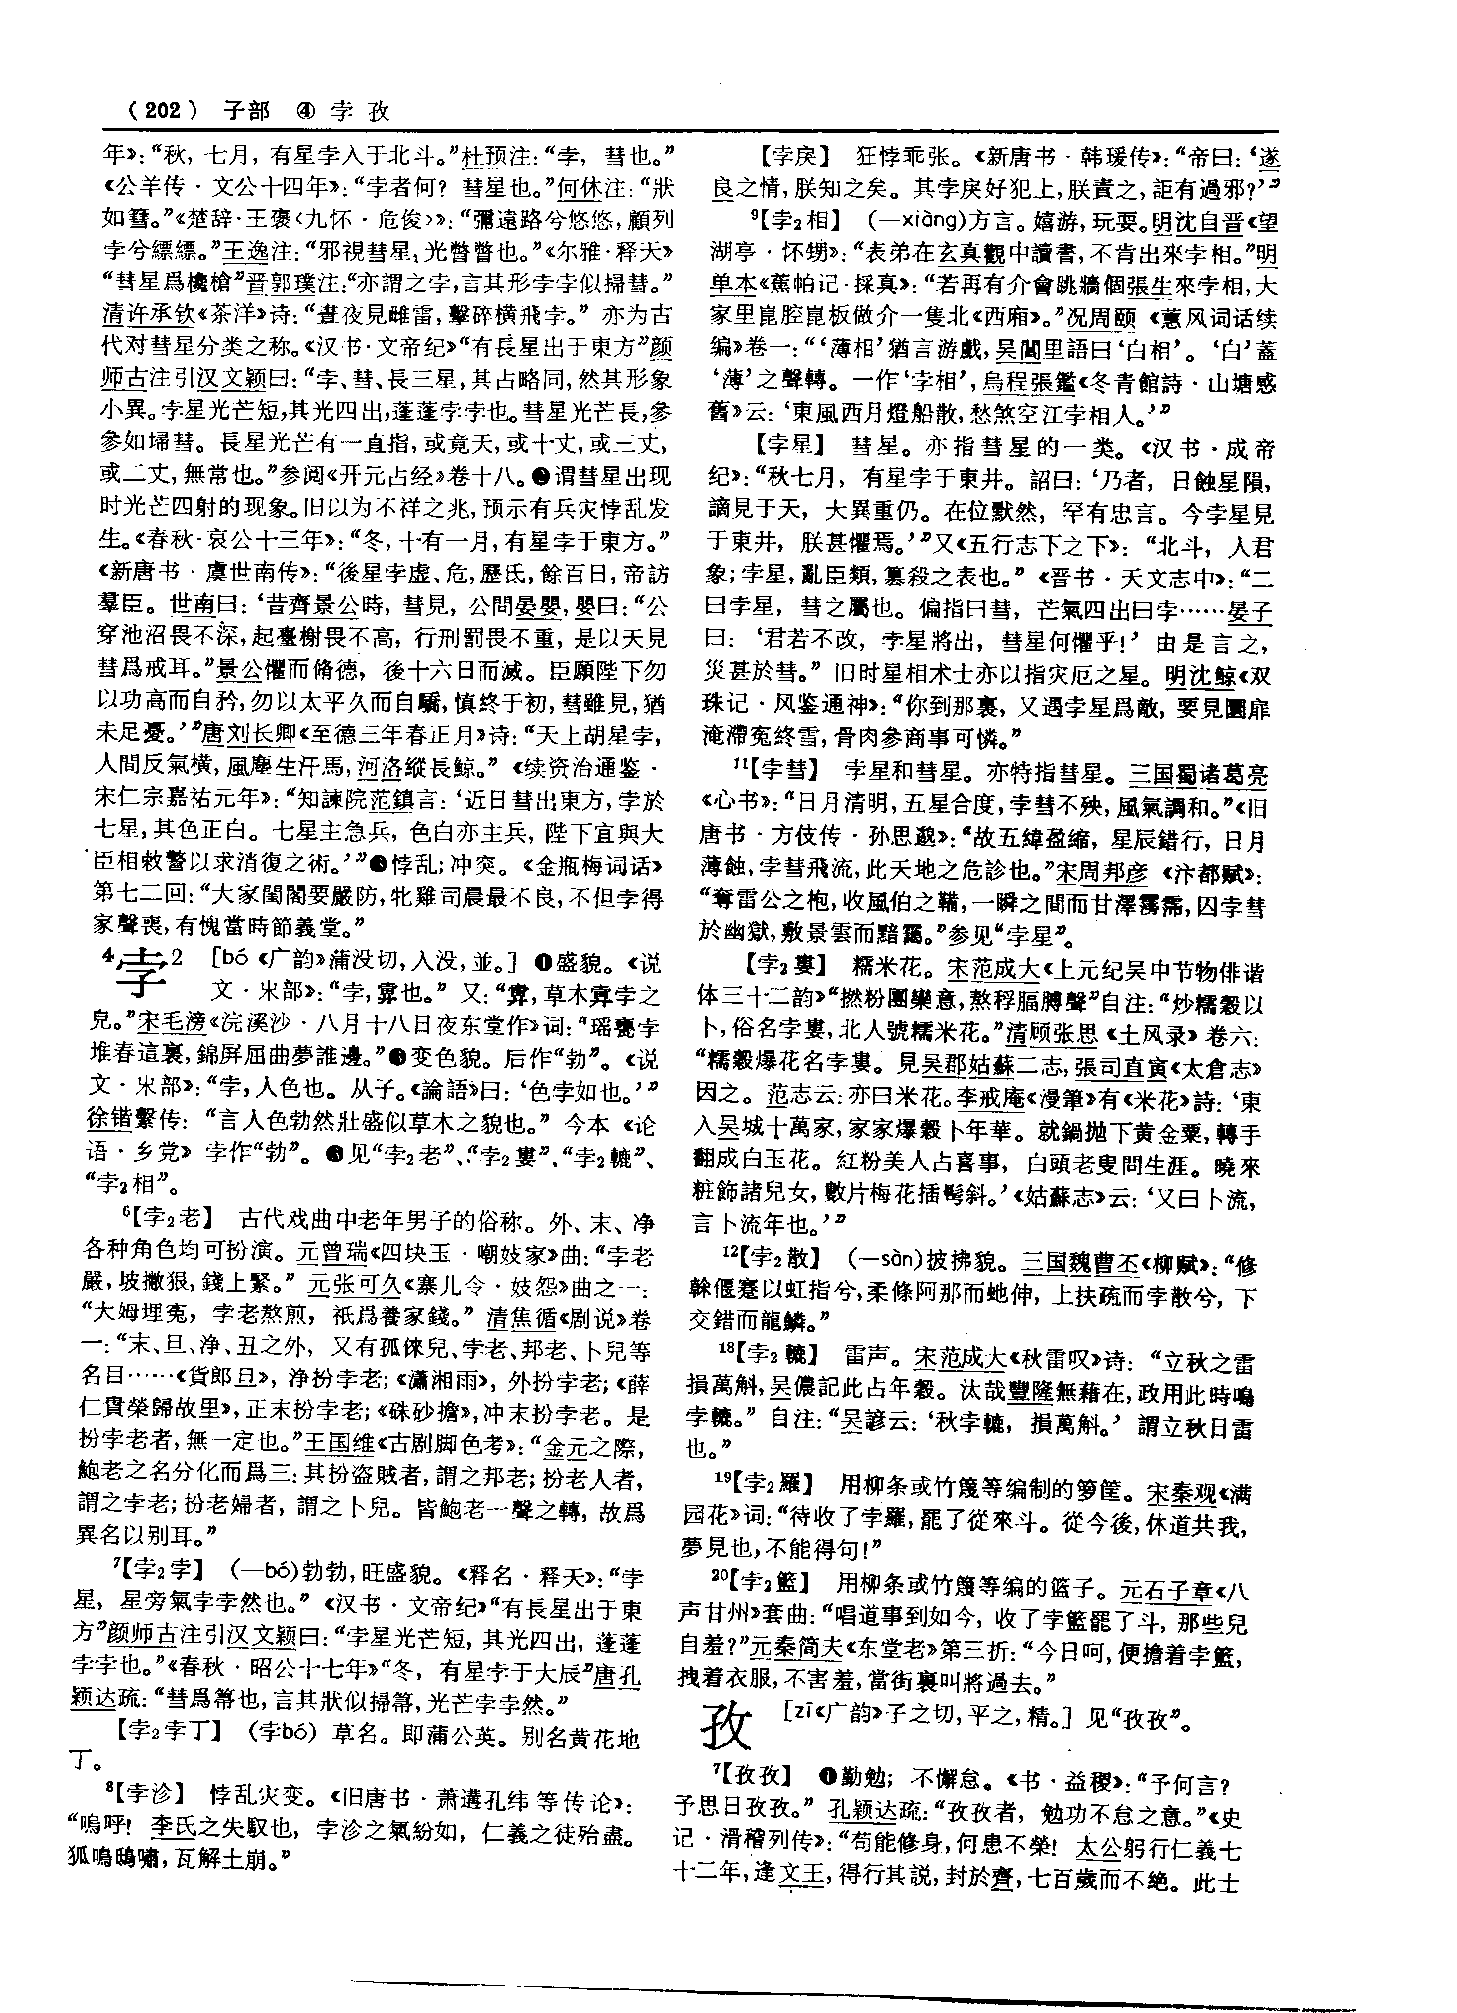 （202） 子部 ④ 孛 孜
年》：“秋，七月，有星孛入于北斗。”杜预注：“孛，彗也。”
《公羊传·文公十四年》：“孛者何？彗星也。”何休注：“狀
如篲。”《楚辞·王褒〈九怀·危俊〉》：“彌遠路兮悠悠，顧列
孛兮縹縹。”王逸注：“邪視彗星，光瞥瞥也。”《尔雅·释天》
“彗星爲欃槍”晋郭璞注：“亦謂之孛，言其形孛孛似掃彗。”
清许承钦《茶洋》诗：“晝夜見雌雷，擊碎横飛孛。” 亦为古
代对彗星分类之称。《汉书·文帝纪》“有長星出于東方”颜
师古注引汉文颖曰：“孛、彗、長三星，其占略同，然其形象
小異。孛星光芒短，其光四出，蓬蓬孛孛也。彗星光芒長，參
參如埽彗。長星光芒有一直指，或竟天，或十丈，或三丈，
或二丈，無常也。”参阅《开元占经》卷十八。❷谓彗星出现
时光芒四射的现象。旧以为不祥之兆，预示有兵灾悖乱发
生。《春秋·哀公十三年》：“冬，十有一月，有星孛于東方。”
《新唐书·虞世南传》：“後星孛虚、危，歷氐，餘百日，帝訪
羣臣。世南曰：‘昔齊景公時，彗見，公問晏嬰，嬰曰：“公
穿池沼畏不深，起臺榭畏不高，行刑罰畏不重，是以天見
彗爲戒耳。”景公懼而脩德，後十六日而滅。臣願陛下勿
以功高而自矜，勿以太平久而自驕，慎終于初，彗雖見，猶
未足憂。’”唐刘长卿《至德三年春正月》诗：“天上胡星孛，
人間反氣横，風塵生汗馬，河洛縱長鯨。”《续资治通鉴·
宋仁宗嘉祐元年》：“知諫院范鎮言：‘近日彗出東方，孛於
七星，其色正白。七星主急兵，色白亦主兵，陛下宜與大
臣相敕警以求消復之術。’”❸悖乱；冲突。《金瓶梅词话》
第七二回：“大家閨閤要嚴防，牝雞司晨最不良，不但孛得
家聲喪，有愧當時節義堂。”
4孛2 ［bó《广韵》蒲没切，入没，並。］❶盛貌。《说
文·𣎵部》：“孛，𢍁也。” 又：“𢍁，草木𢍁孛之
皃。”宋毛滂《浣溪沙·八月十八日夜东堂作》词：“瑶甕孛
堆春這裏，錦屏屈曲夢誰邊。”❷变色貌。后作“勃”。《说
文·𣎵部》：“孛，人色也。从子。《論語》曰：‘色孛如也。’”
徐锴繫传：“言人色勃然壯盛似草木之貌也。” 今本《论
语·乡党》孛作“勃”。❸见“孛2老”、“孛2婁”、“孛2轆”、
“孛2相”。
6【孛2老】 古代戏曲中老年男子的俗称。外、末、净
各种角色均可扮演。元曾瑞《四块玉·嘲妓家》曲：“孛老
嚴，坡撇狠，錢上緊。” 元张可久《寨儿令·妓怨》曲之一：
“大姆埋冤，孛老熬煎，祇爲養家錢。” 清焦循《剧说》卷
一：“末、旦、净、丑之外，又有孤倈兒、孛老、邦老、卜兒等
名目……《貨郎旦》，净扮孛老；《瀟湘雨》，外扮孛老；《薛
仁貴榮歸故里》，正末扮孛老；《硃砂擔》，冲末扮孛老。是
扮孛老者，無一定也。”王国维《古剧脚色考》：“金元之際，
鮑老之名分化而爲三：其扮盗賊者，謂之邦老；扮老人者，
謂之孛老；扮老婦者，謂之卜兒。皆鮑老一聲之轉，故爲
異名以别耳。”
7【孛2孛】（—bó）勃勃，旺盛貌。《释名·释天》：“孛
星，星旁氣孛孛然也。”《汉书·文帝纪》“有長星出于東
方”颜师古注引汉文颖曰：“孛星光芒短，其光四出，蓬蓬
孛孛也。”《春秋·昭公十七年》“冬，有星孛于大辰”唐孔
颖达疏：“彗爲箒也，言其狀似掃箒，光芒孛孛然。”
【孛2孛丁】（孛bó）草名。即蒲公英。别名黄花地
丁。
8【孛沴】 悖乱灾变。《旧唐书·萧遘孔纬等传论》：
“嗚呼！李氏之失馭也，孛沴之氣紛如，仁義之徒殆盡。
狐鳴鴟嘯，瓦解土崩。”
【孛戾】 狂悖乖张。《新唐书·韩瑗传》：“帝曰：‘遂
良之情，朕知之矣。其孛戾好犯上，朕責之，詎有過邪？’”
9【孛2相】（—xiàng）方言。嬉游，玩耍。明沈自晋《望
湖亭·怀甥》：“表弟在玄真觀中讀書，不肯出來孛相。”明
单本《蕉帕记·採真》：“若再有介會跳牆個張生來孛相，大
家里崑腔崑板做介一隻北《西廂》。”况周颐《蕙风词话续
编》卷一：“‘薄相’猶言游戲，吴閶里語曰‘白相’。‘白’蓋
‘薄’之聲轉。一作‘孛相’，烏程張鑑《冬青館詩·山塘感
舊》云：‘東風西月燈船散，愁煞空江孛相人。’”
【孛星】 彗星。亦指彗星的一类。《汉书·成帝
纪》：“秋七月，有星孛于東井。詔曰：‘乃者，日蝕星隕，
謫見于天，大異重仍。在位默然，罕有忠言。今孛星見
于東井，朕甚懼焉。’”又《五行志下之下》：“北斗，人君
象；孛星，亂臣類，篡殺之表也。”《晋书·天文志中》：“二
曰孛星，彗之屬也。偏指曰彗，芒氣四出曰孛……晏子
曰：‘君若不改，孛星將出，彗星何懼乎！’由是言之，
災甚於彗。” 旧时星相术士亦以指灾厄之星。明沈鲸《双
珠记·风鉴通神》：“你到那裏，又遇孛星爲敵，要見圜扉
淹滯寃終雪，骨肉參商事可憐。”
11【孛彗】 孛星和彗星。亦特指彗星。三国蜀诸葛亮
《心书》：“日月清明，五星合度，孛彗不殃，風氣調和。”《旧
唐书·方伎传·孙思邈》：“故五緯盈縮，星辰錯行，日月
薄蝕，孛彗飛流，此天地之危診也。”宋周邦彦《汴都赋》：
“奪雷公之枹，收風伯之鞴，一瞬之間而甘澤霶霈，囚孛彗
於幽獄，敷景雲而黯靄。”参见“孛星”。
【孛2婁】 糯米花。宋范成大《上元纪吴中节物俳谐
体三十二韵》“撚粉團欒意，熬稃腷膊聲”自注：“炒糯穀以
卜，俗名孛婁，北人號糯米花。”清顾张思《土风录》卷六：
“糯穀爆花名孛婁。見吴郡姑蘇二志，張司直寅《太倉志》
因之。范志云：亦曰米花。李戒庵《漫筆》有《米花》詩：‘東
入吴城十萬家，家家爆穀卜年華。就鍋抛下黄金粟，轉手
翻成白玉花。紅粉美人占喜事，白頭老叟問生涯。曉來
粧飾諸兒女，數片梅花插髩斜。’《姑蘇志》云：‘又曰卜流，
言卜流年也。’”
12【孛2散】（—sàn）披拂貌。三国魏曹丕《柳赋》：“修
榦偃蹇以虹指兮，柔條阿那而虵伸，上扶疏而孛散兮，下
交錯而龍鱗。”
18【孛2轆】 雷声。宋范成大《秋雷叹》诗：“立秋之雷
損萬斛，吴儂記此占年穀。汰哉豐隆無藉在，政用此時鳴
孛轆。” 自注：“吴諺云：‘秋孛轆，損萬斛。’謂立秋日雷
也。”
19【孛2羅】 用柳条或竹篾等编制的箩筐。宋秦观《满
园花》词：“待收了孛羅，罷了從來斗。從今後，休道共我，
夢見也，不能得句！”
20【孛2籃】 用柳条或竹篾等编的篮子。元石子章《八
声甘州》套曲：“唱道事到如今，收了孛籃罷了斗，那些兒
自羞？”元秦简夫《东堂老》第三折：“今日呵，便擔着孛籃，
拽着衣服，不害羞，當街裏叫將過去。”
孜 ［zī《广韵》子之切，平之，精。］见“孜孜”。
7【孜孜】 ❶勤勉；不懈怠。《书·益稷》：“予何言？
予思日孜孜。” 孔颖达疏：“孜孜者，勉功不怠之意。”《史
记·滑稽列传》：“苟能修身，何患不榮！太公躬行仁義七
十二年，逢文王，得行其説，封於齊，七百歲而不絶。此士